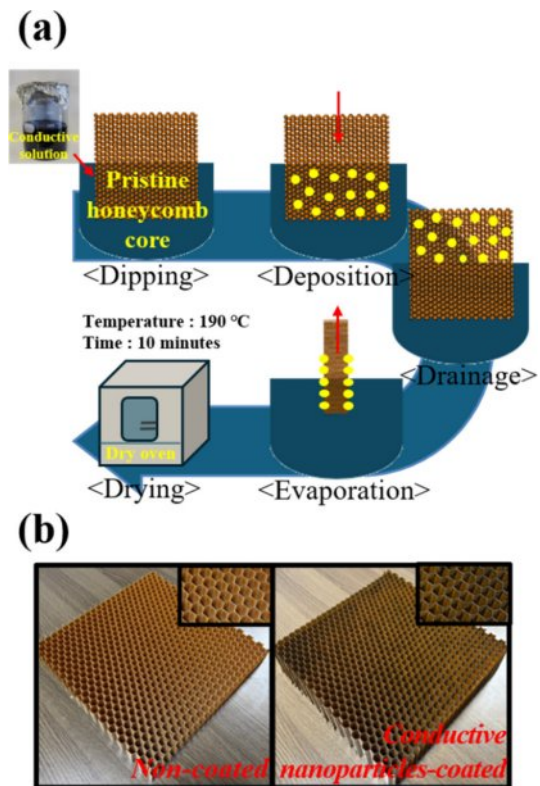 (a)
Conductive
solution
Pristine
honeycomb
core
<Dipping>
<Deposition>
<Drainage>
Temperature : 190 ℃
Time : 10 minutes
Dry oven
<Drying>
<Evaporation>
(b)
Non-coated
Conductive
nanoparticles-coated